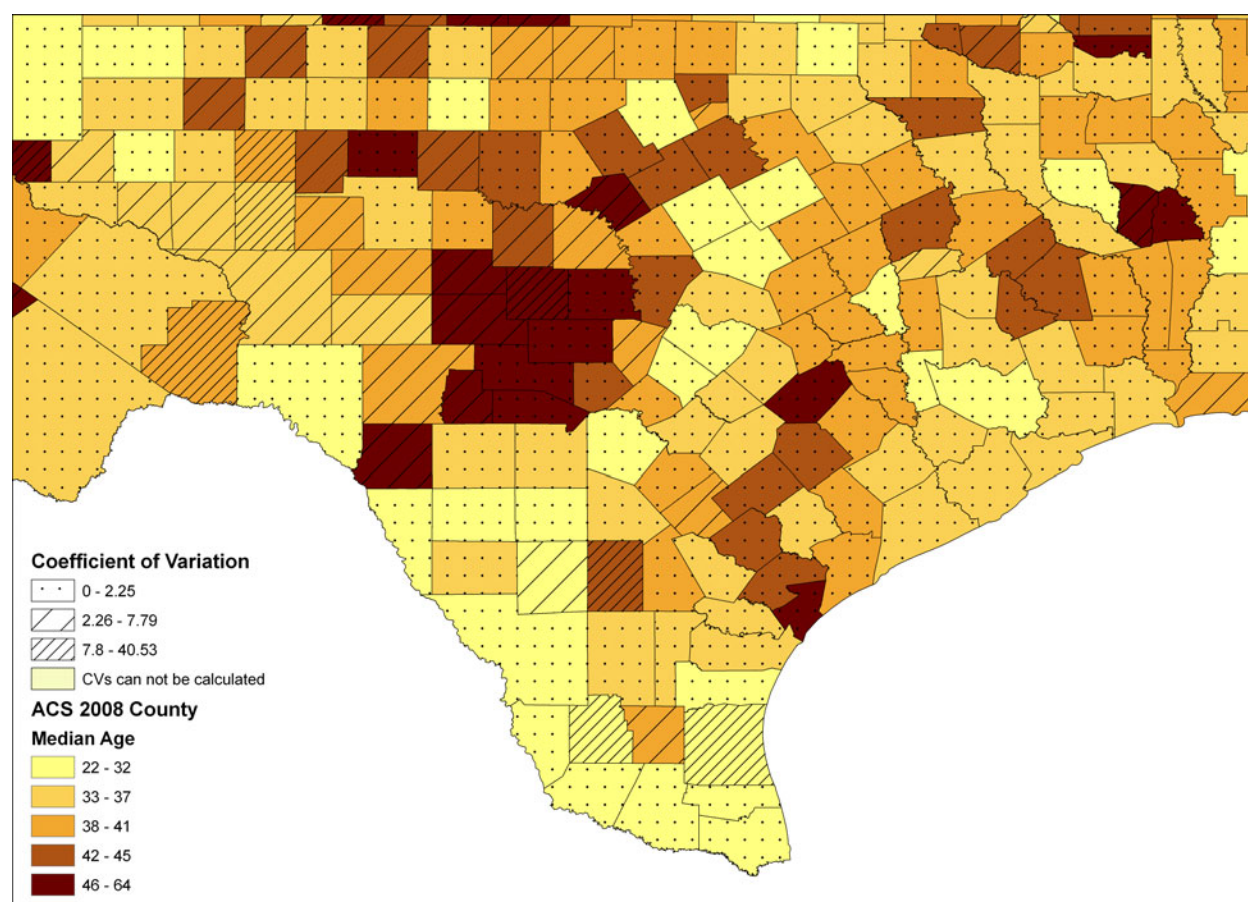 Coefficient of Variation
0 - 2.25
2.26 - 7.79
7.8 - 40.53
CVs can not be calculated
ACS 2008 County
Median Age
22 - 32
33 - 37
38 - 41
42 - 45
46 - 64